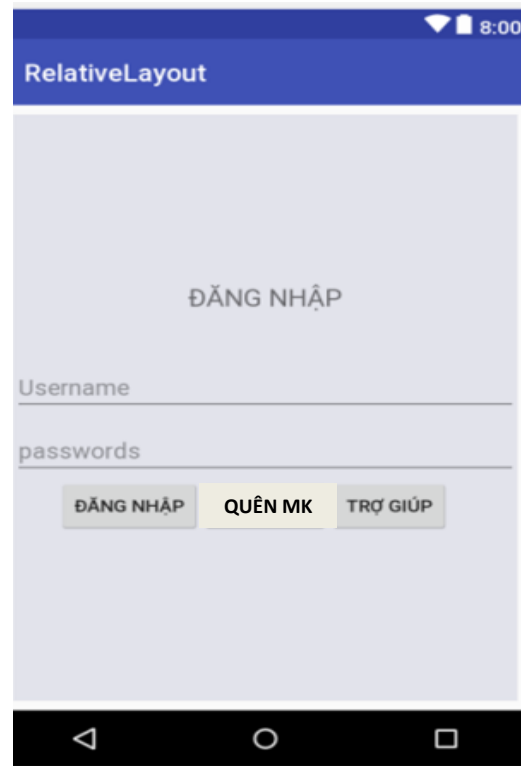 8:00
RelativeLayout
ĐĂNG NHẬP
Username
passwords
ĐĂNG NHẬP QUÊN MK TRỢ GIÚP